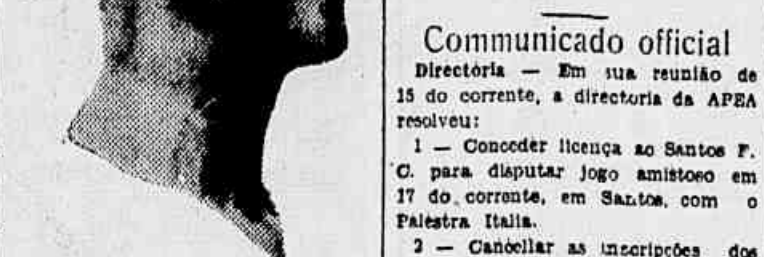 Communicado official
Directória — Em sua reunião de
15 do corrente, a directoria da APEA
resolveu:
1 — Conceder licença ao Santos F.
C. para disputar jogo amistoso em
17 do corrente, em Santos, com o
Palestra Italia.
2 — Cancellar as inscripções dos